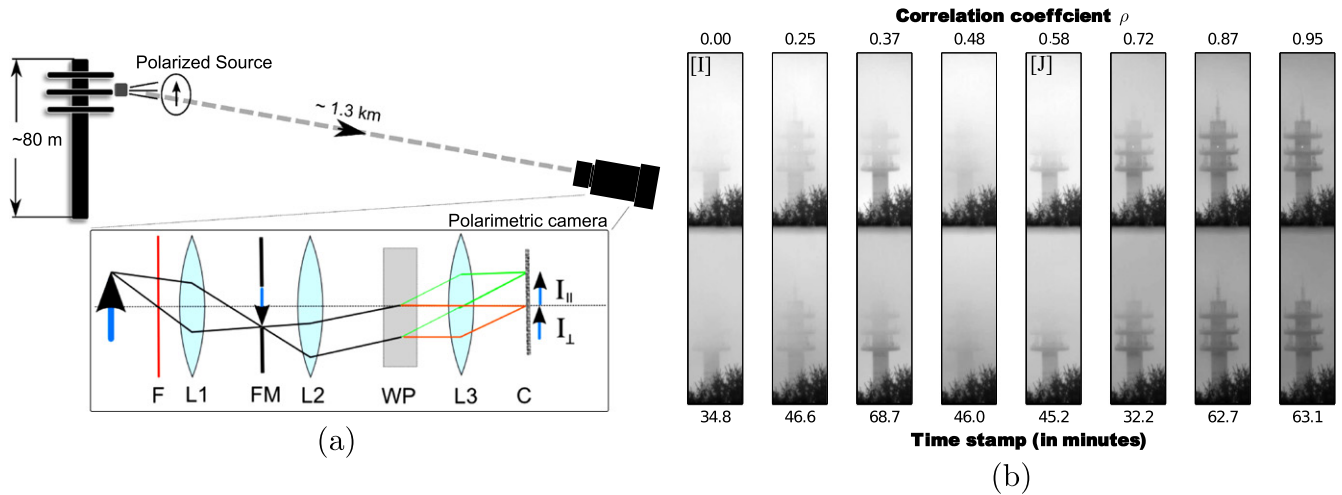 Polarized Source
~80 m
~ 1.3 km
Polarimetric camera
I∥
I⊥
F L1 FM L2 WP L3 C
(a)
Correlation coeffcient ρ
0.00 0.25 0.37 0.48 0.58 0.72 0.87 0.95
[I] [J]
34.8 46.6 68.7 46.0 45.2 32.2 62.7 63.1
Time stamp (in minutes)
(b)